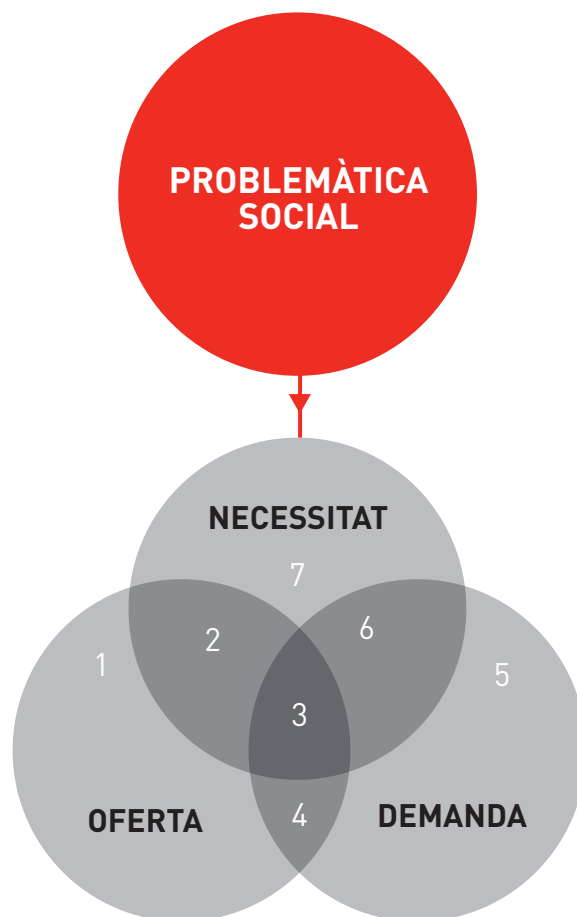 PROBLEMÀTICA
SOCIAL
NECESSITAT
7
2
6
1
5
3
4
OFERTA
DEMANDA